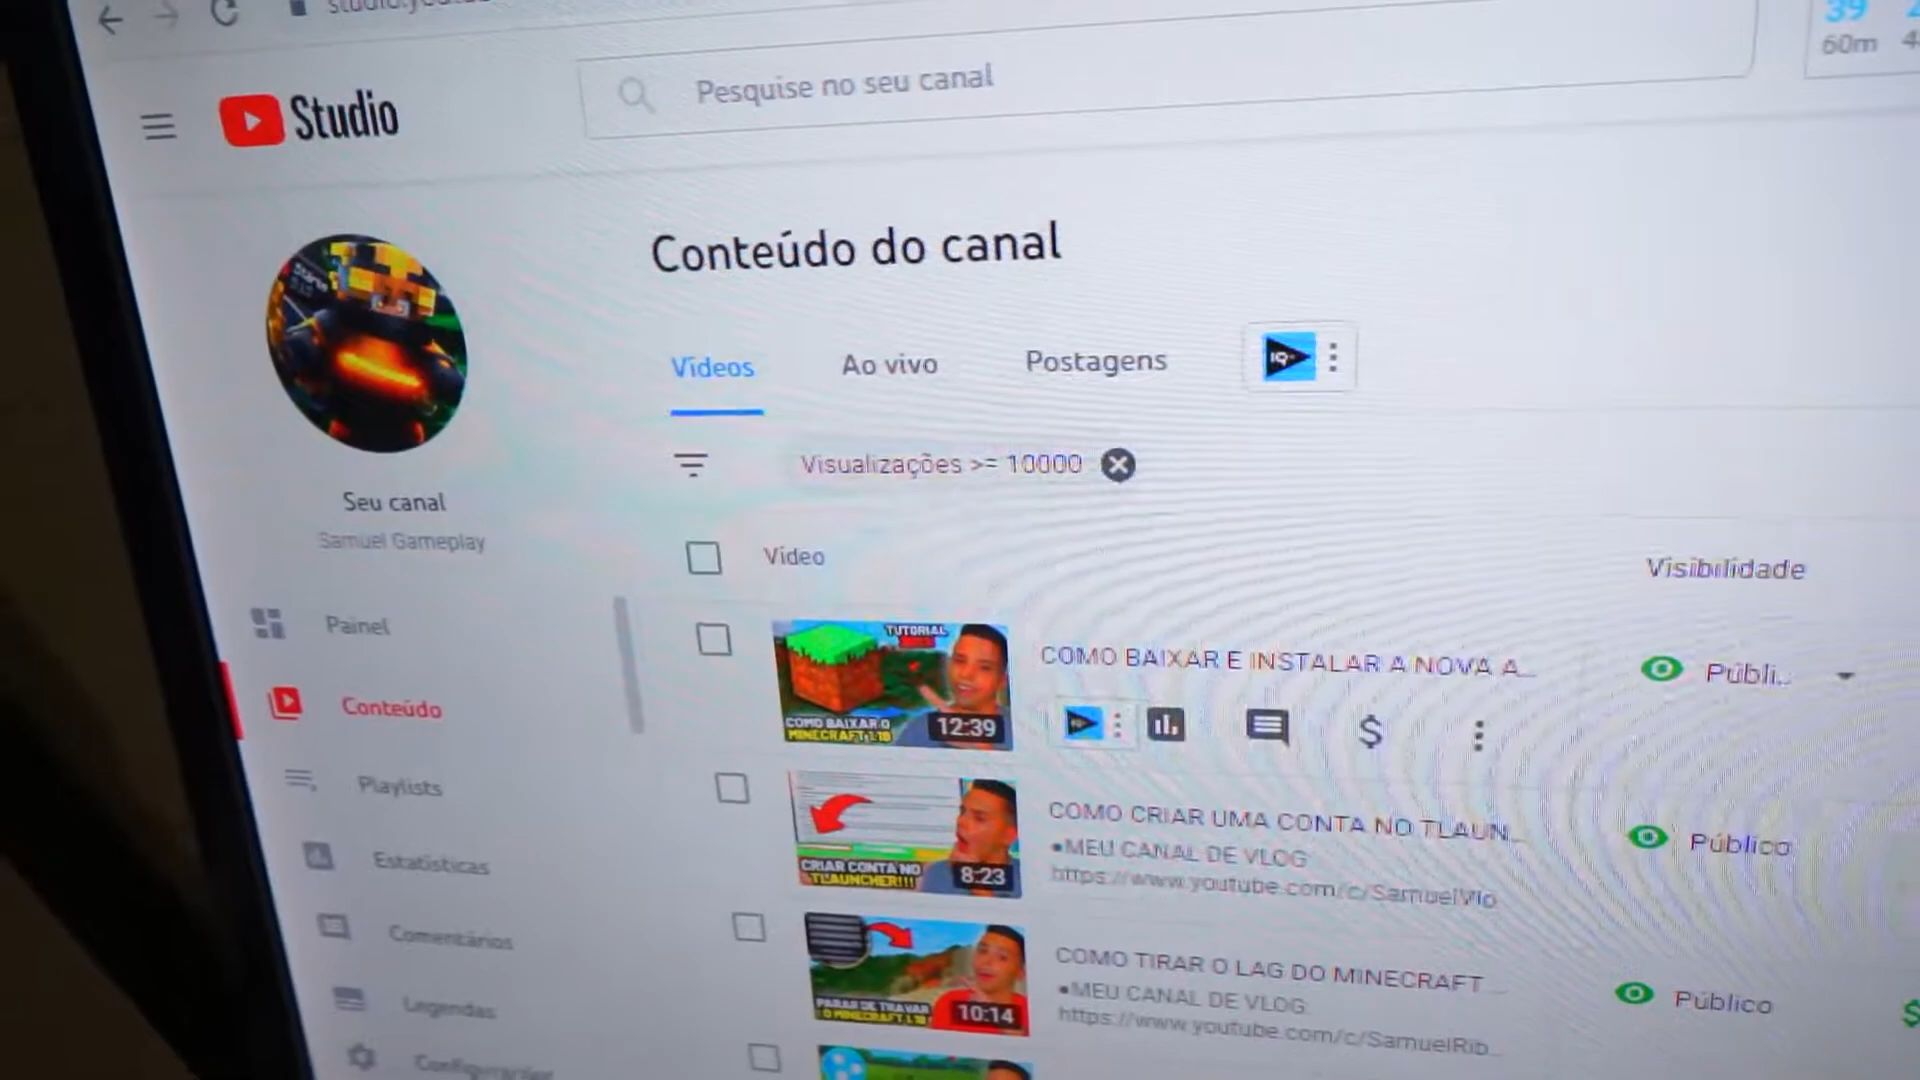 39
60m
Studio
Pesquise no seu canal
Conteúdo do canal
Vídeos
Ao vivo
Postagens
IQ
Visualizações >= 10000
Seu canal
Samuel Gameplay
Vídeo
Visibilidade
Painel
TUTORIAL
COMO BAIXAR O
MINECRAFT 1.18
12:39
COMO BAIXAR E INSTALAR A NOVA A...
Públi...
Conteúdo
Playlists
CRIAR CONTA NO
TLAUNCHER!!!
8:23
COMO CRIAR UMA CONTA NO TLAUN...
●MEU CANAL DE VLOG
https://www.youtube.com/c/SamuelVlo
Público
Estatísticas
Comentários
PARAR DE TRAVAR
O MINECRAFT 1.18
10:14
COMO TIRAR O LAG DO MINECRAFT ...
●MEU CANAL DE VLOG:
https://www.youtube.com/c/SamuelRib...
Público
Legendas